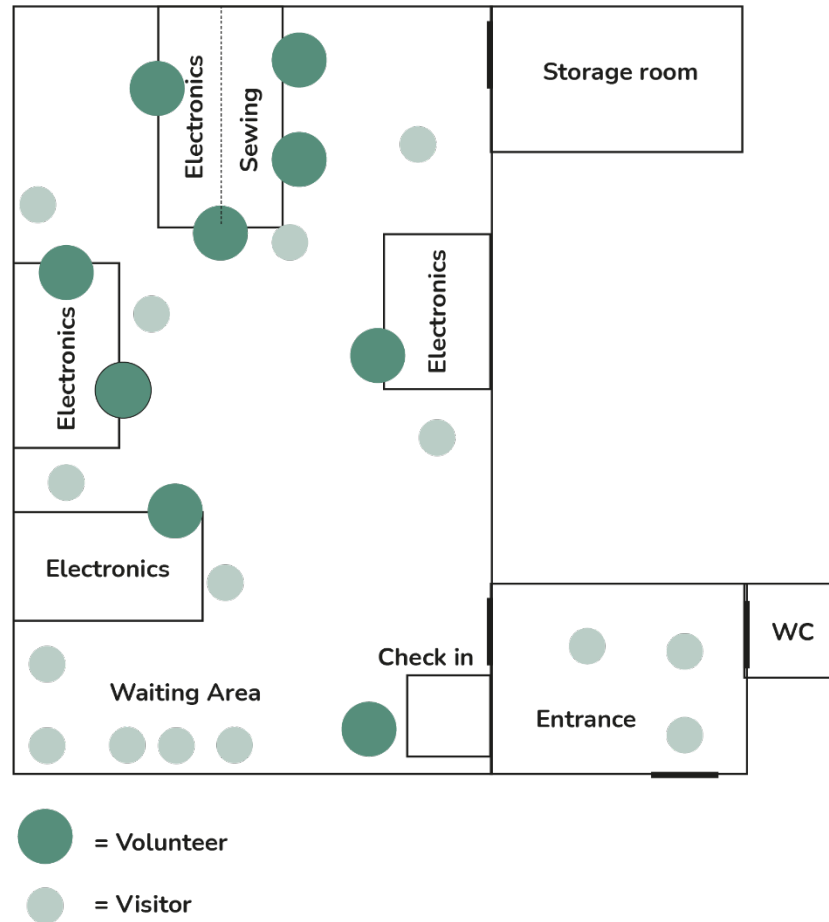 Electronics
Sewing
Storage room
Electronics
Electronics
Electronics
Check in
WC
Waiting Area
Entrance
= Volunteer
= Visitor